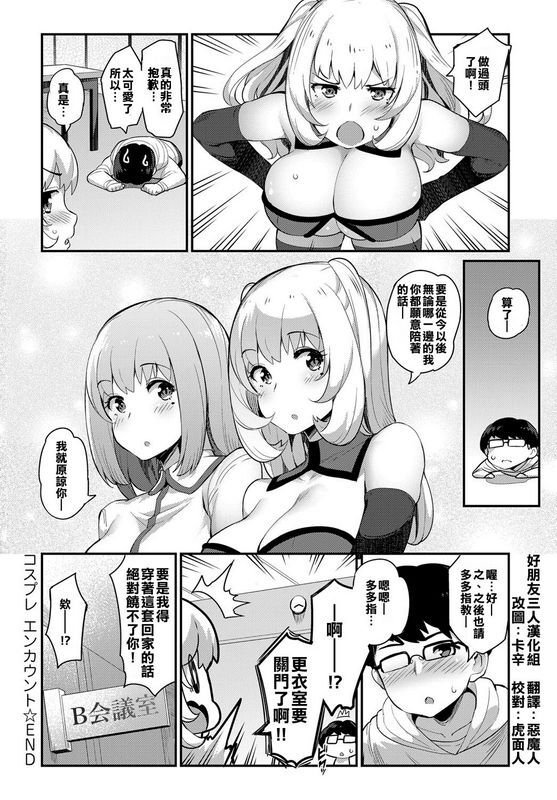 做過頭
了啊！
真的非常
抱歉…
太可愛了
所以…
真是…
算了—
要是從今以後
無論哪一邊的我
你都願意陪著
的話—
我就原諒你—
喔…好—
之、之後也請
多多指教—
嗯嗯—
多多指…
—啊——!?
更衣室要
關門了啊!!
要是我得
穿著這套回家的話
絕對饒不了你！
欸—!?
B会議室
コスプレ エンカウント☆END
好朋友三人漢化組
翻譯：惡魔人
改圖：卡辛
校對：虎面人